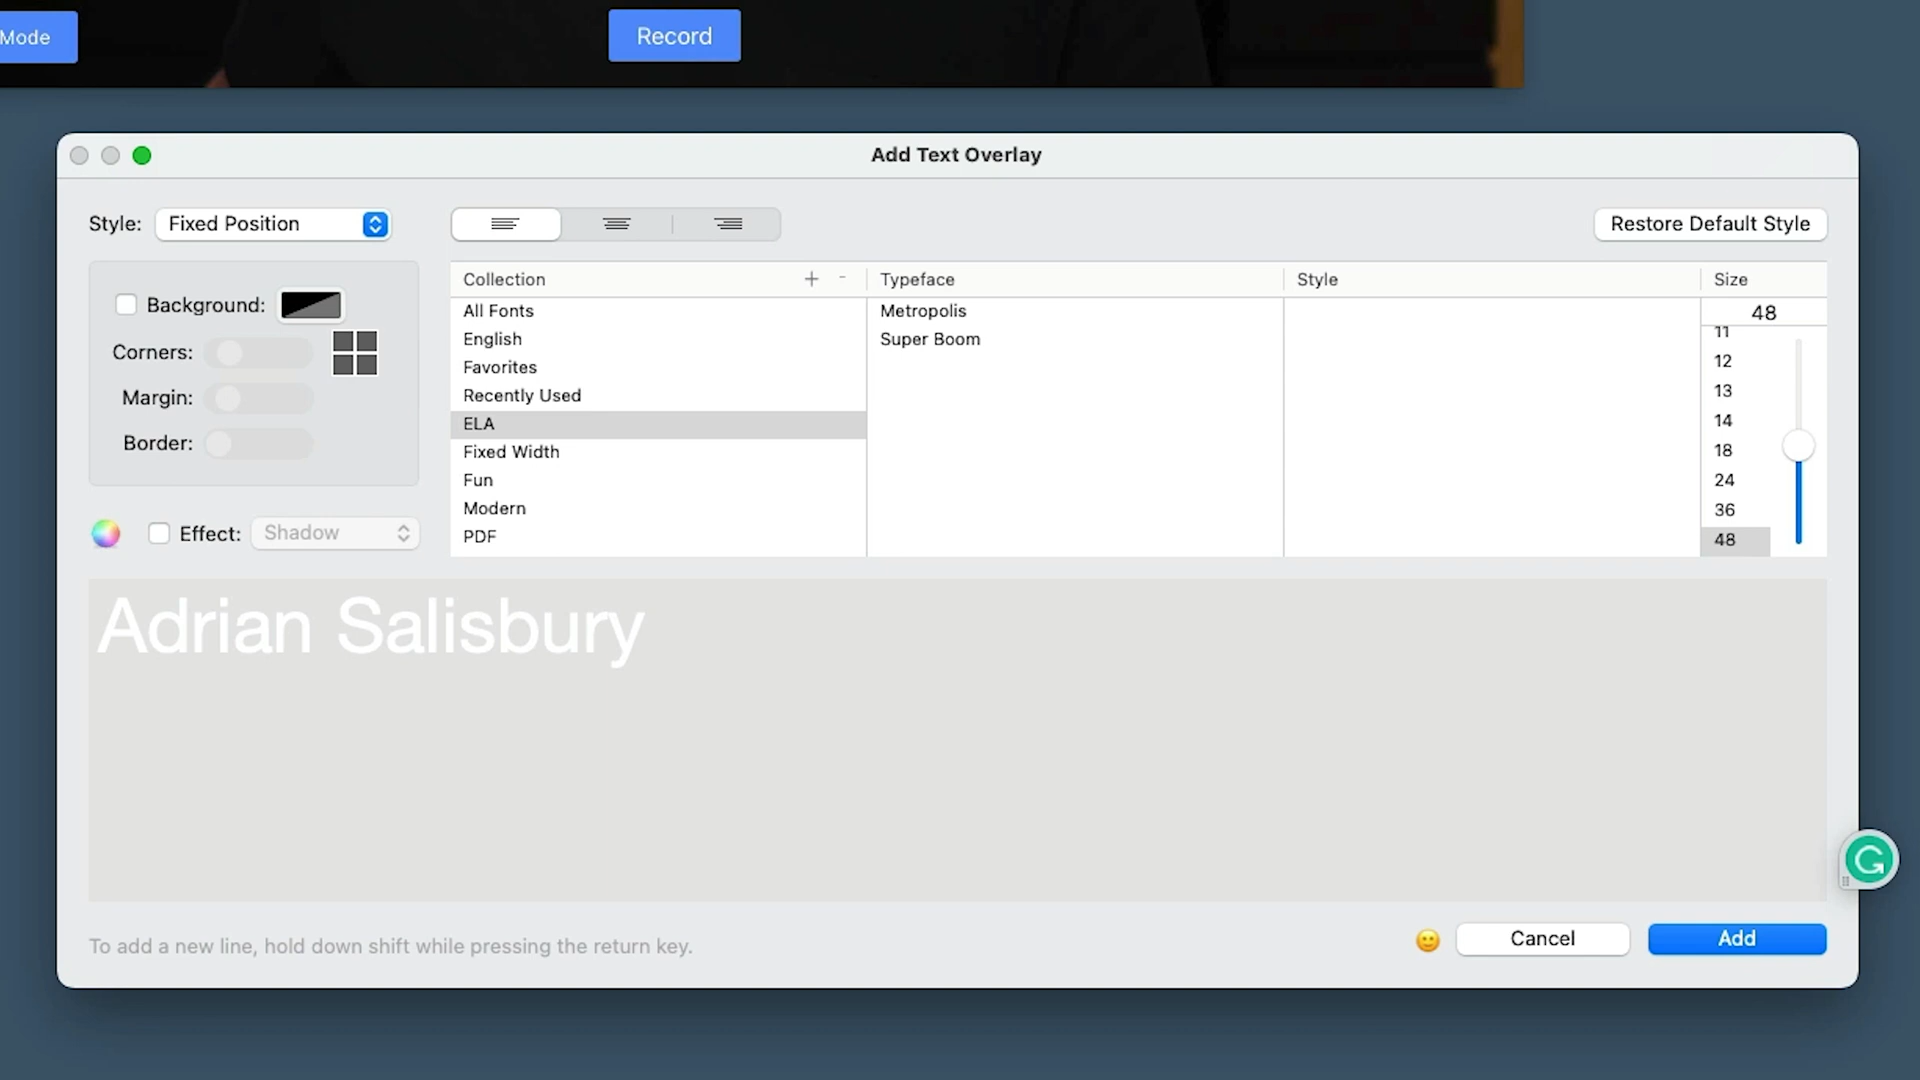 Mode
Record
Add Text Overlay
Style: Fixed Position
Restore Default Style
Background:
Corners:
Margin:
Border:
Effect: Shadow
Collection + - Typeface Style Size
All Fonts
English
Favorites
Recently Used
ELA
Fixed Width
Fun
Modern
PDF
Metropolis
Super Boom
48
11
12
13
14
18
24
36
48
Adrian Salisbury
To add a new line, hold down shift while pressing the return key.
Cancel
Add